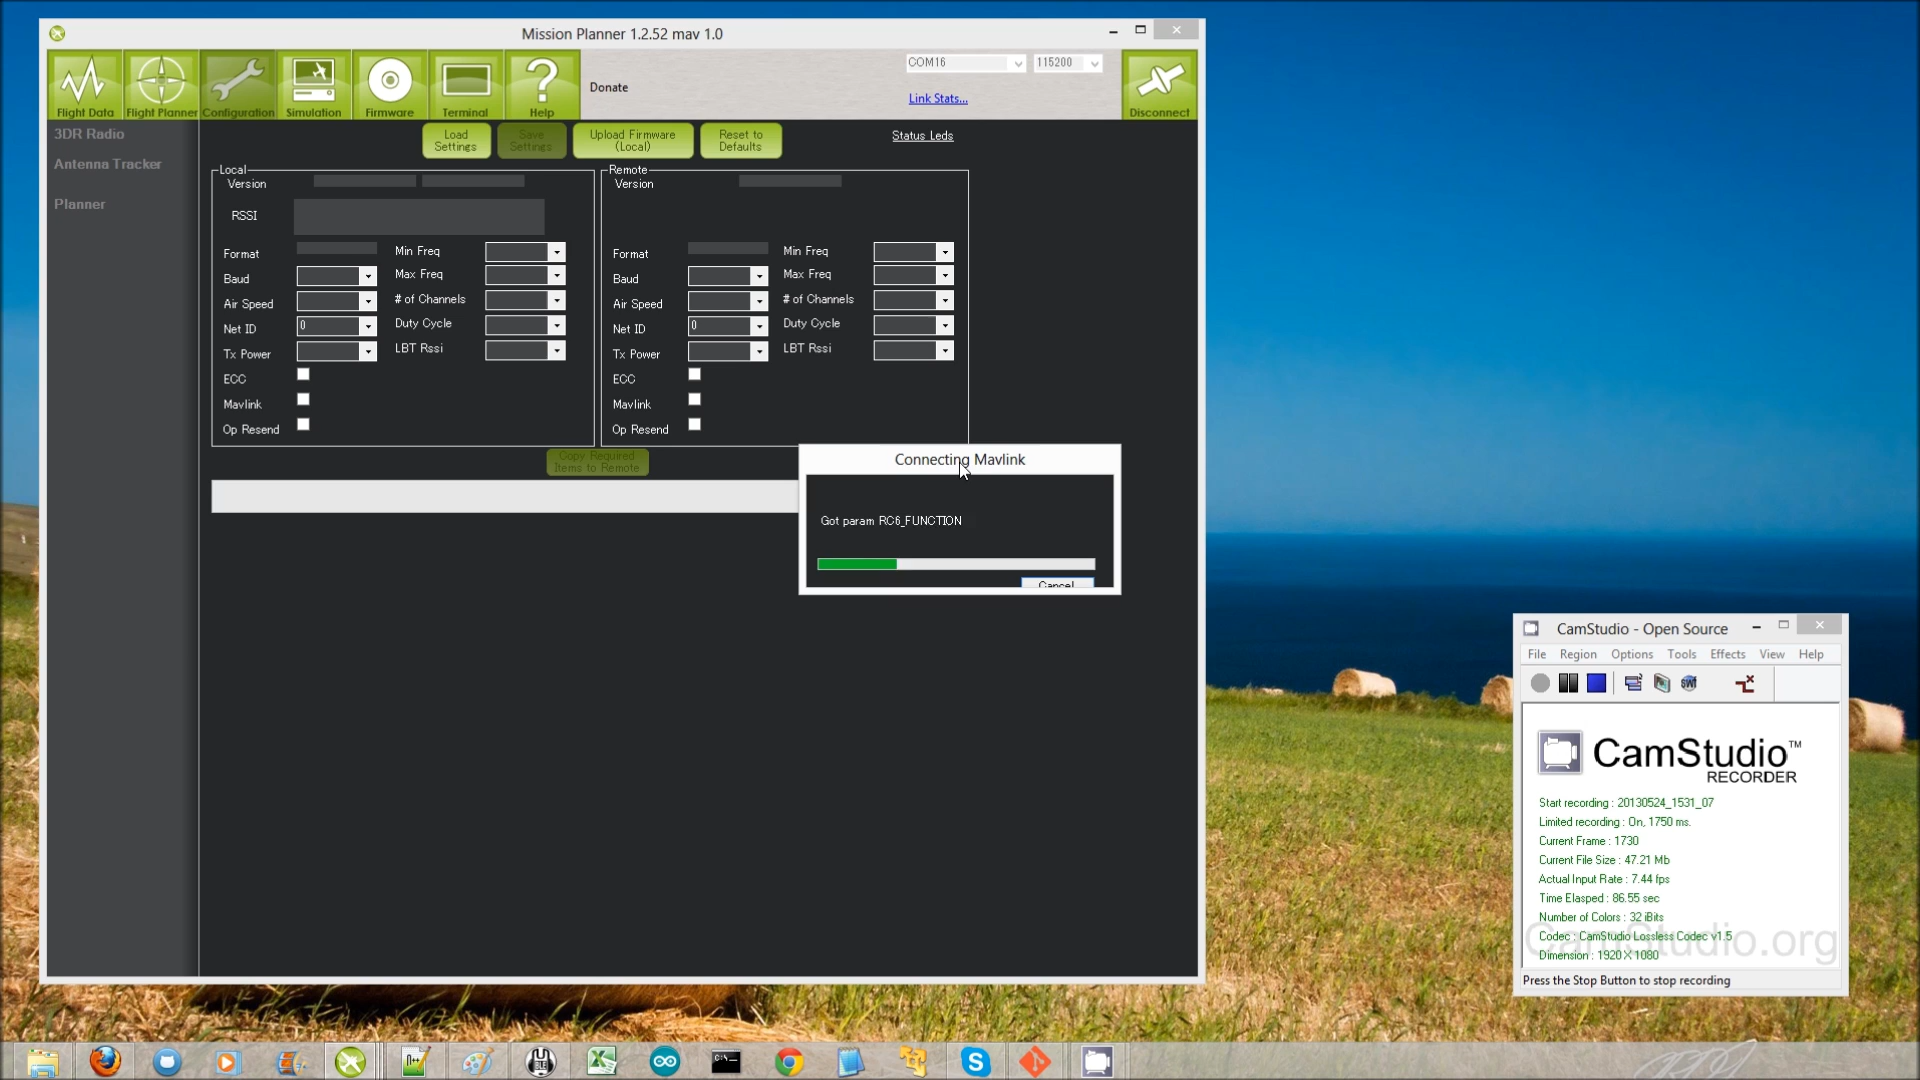 Mission Planner 1.2.52 mav 1.0
Flight Data
Flight Planner
Configuration
Simulation
Firmware
Terminal
Help
Donate
COM16
115200
Link Stats...
Disconnect
3DR Radio
Antenna Tracker
Planner
Load
Settings
Save
Settings
Upload Firmware
(Local)
Reset to
Defaults
Status Leds
Local
Version
RSSI
Format
Baud
Air Speed
Net ID
0
Tx Power
ECC
Mavlink
Op Resend
Min Freq
Max Freq
# of Channels
Duty Cycle
LBT Rssi
Remote
Version
Format
Baud
Air Speed
Net ID
0
Tx Power
ECC
Mavlink
Op Resend
Min Freq
Max Freq
# of Channels
Duty Cycle
LBT Rssi
Copy Required
Items to Remote
Connecting Mavlink
Got param RC6_FUNCTION
Cancel
CamStudio - Open Source
File Region Options Tools Effects View Help
CamStudio™
RECORDER
Start recording : 20130524_1531_07
Limited recording : On, 1750 ms.
Current Frame : 1730
Current File Size : 47.21 Mb
Actual Input Rate : 7.44 fps
Time Elasped : 86.55 sec
Number of Colors : 32 iBits
Codec : CamStudio Lossless Codec v1.5
Dimension : 1920 X 1080
CamStudio.org
Press the Stop Button to stop recording